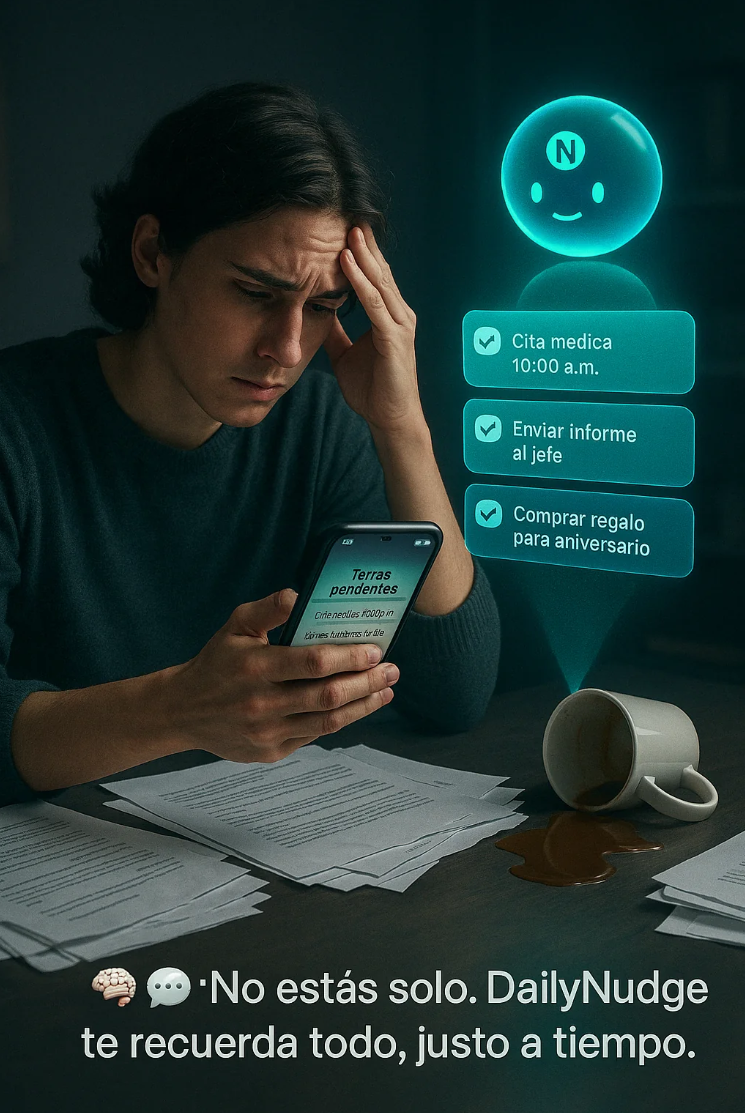 N
Cita medica
10:00 a.m.
Enviar informe
al jefe
Comprar regalo
para aniversario
Terras
pendentes
🧠 💬 ·No estás solo. DailyNudge
te recuerda todo, justo a tiempo.